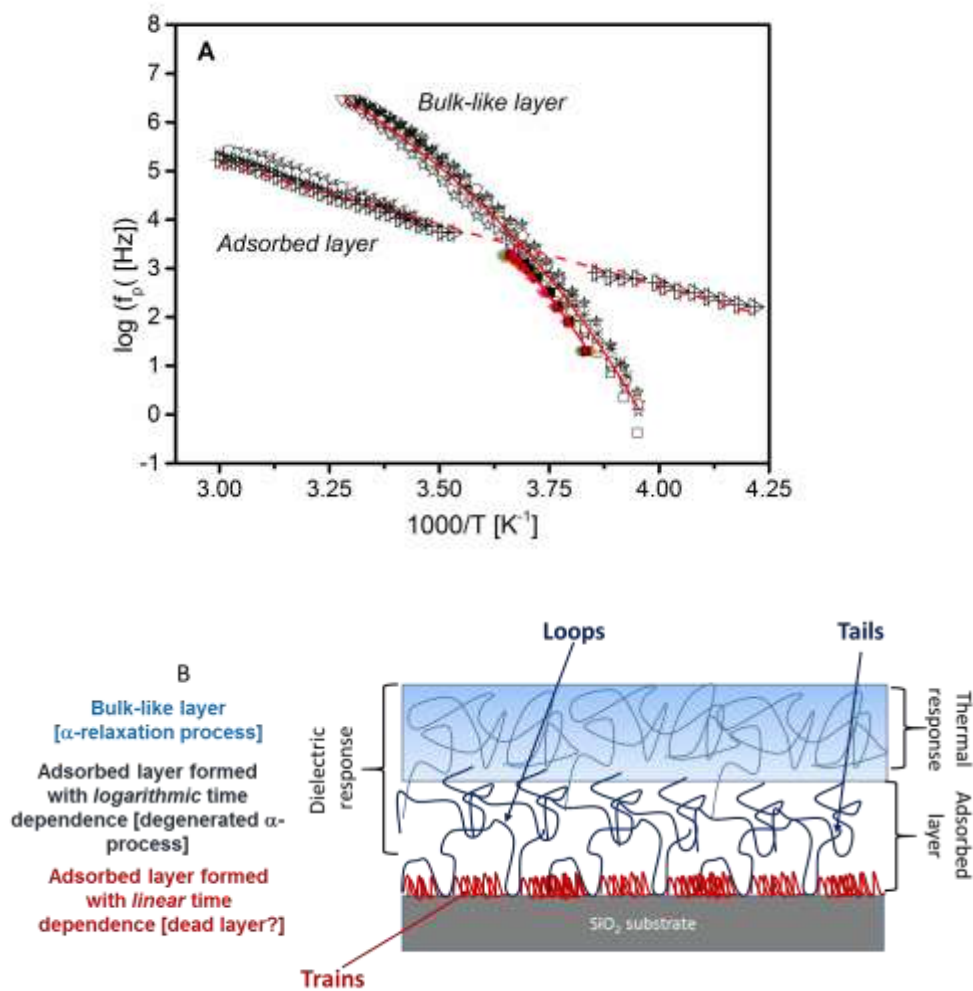 A
8
7
6
5
4
3
2
1
0
-1
log (fρ( [Hz])
Bulk-like layer
Adsorbed layer
3.00 3.25 3.50 3.75 4.00 4.25
1000/T [K⁻¹]
B
Loops
Tails
Bulk-like layer
[α-relaxation process]
Adsorbed layer formed
with logarithmic time
dependence [degenerated α-
process]
Adsorbed layer formed
with linear time
dependence [dead layer?]
Dielectric
response
Thermal
response
Adsorbed
layer
SiO₂ substrate
Trains